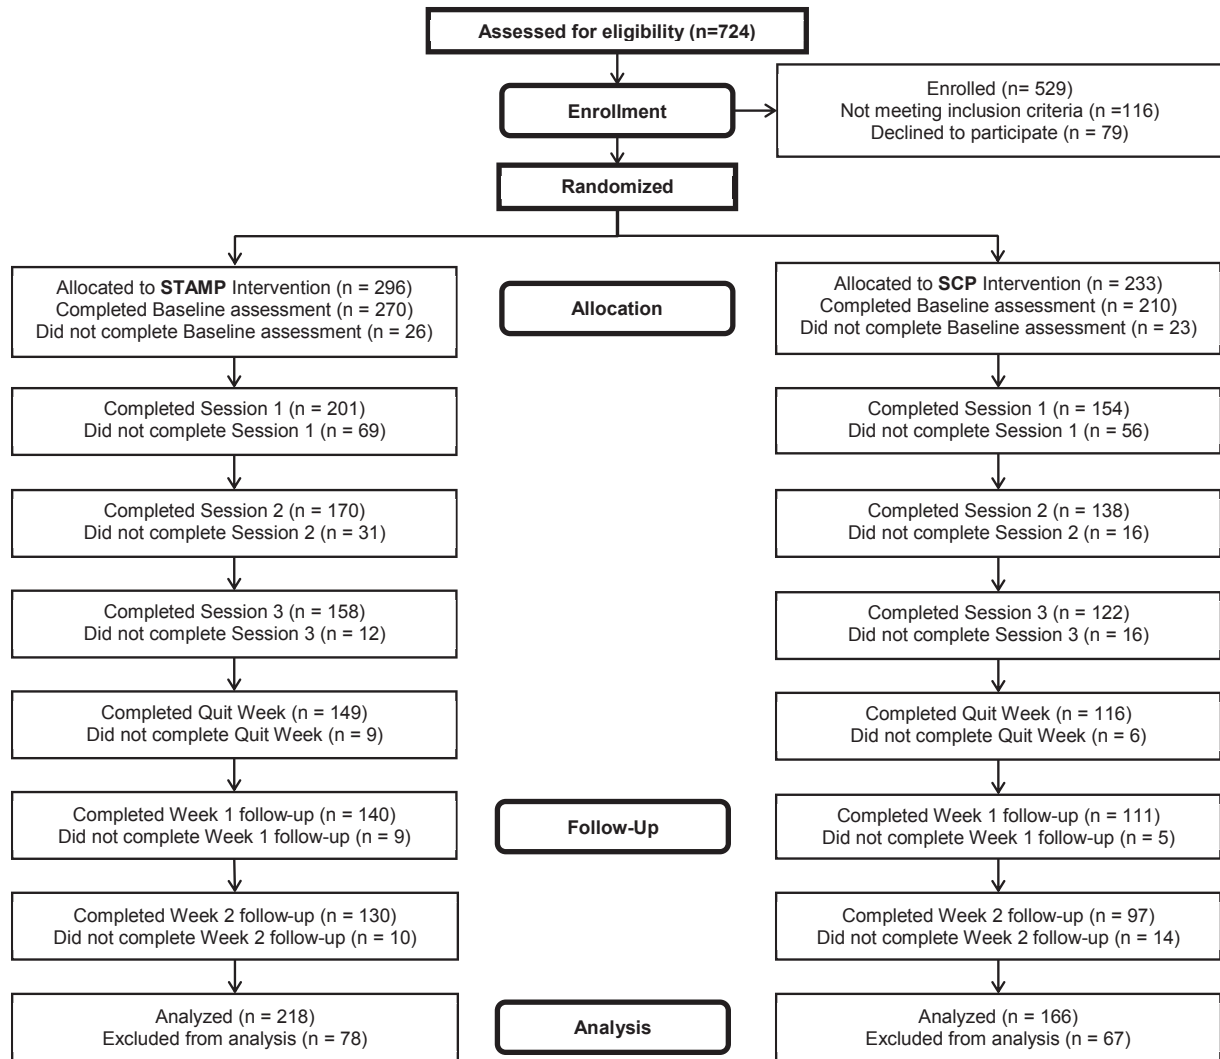 Assessed for eligibility (n=724)
Enrollment
Enrolled (n= 529)
Not meeting inclusion criteria (n =116)
Declined to participate (n = 79)
Randomized
Allocated to STAMP Intervention (n = 296)
Completed Baseline assessment (n = 270)
Did not complete Baseline assessment (n = 26)
Allocation
Allocated to SCP Intervention (n = 233)
Completed Baseline assessment (n = 210)
Did not complete Baseline assessment (n = 23)
Completed Session 1 (n = 201)
Did not complete Session 1 (n = 69)
Completed Session 1 (n = 154)
Did not complete Session 1 (n = 56)
Completed Session 2 (n = 170)
Did not complete Session 2 (n = 31)
Completed Session 2 (n = 138)
Did not complete Session 2 (n = 16)
Completed Session 3 (n = 158)
Did not complete Session 3 (n = 12)
Completed Session 3 (n = 122)
Did not complete Session 3 (n = 16)
Completed Quit Week (n = 149)
Did not complete Quit Week (n = 9)
Completed Quit Week (n = 116)
Did not complete Quit Week (n = 6)
Completed Week 1 follow-up (n = 140)
Did not complete Week 1 follow-up (n = 9)
Follow-Up
Completed Week 1 follow-up (n = 111)
Did not complete Week 1 follow-up (n = 5)
Completed Week 2 follow-up (n = 130)
Did not complete Week 2 follow-up (n = 10)
Completed Week 2 follow-up (n = 97)
Did not complete Week 2 follow-up (n = 14)
Analyzed (n = 218)
Excluded from analysis (n = 78)
Analysis
Analyzed (n = 166)
Excluded from analysis (n = 67)